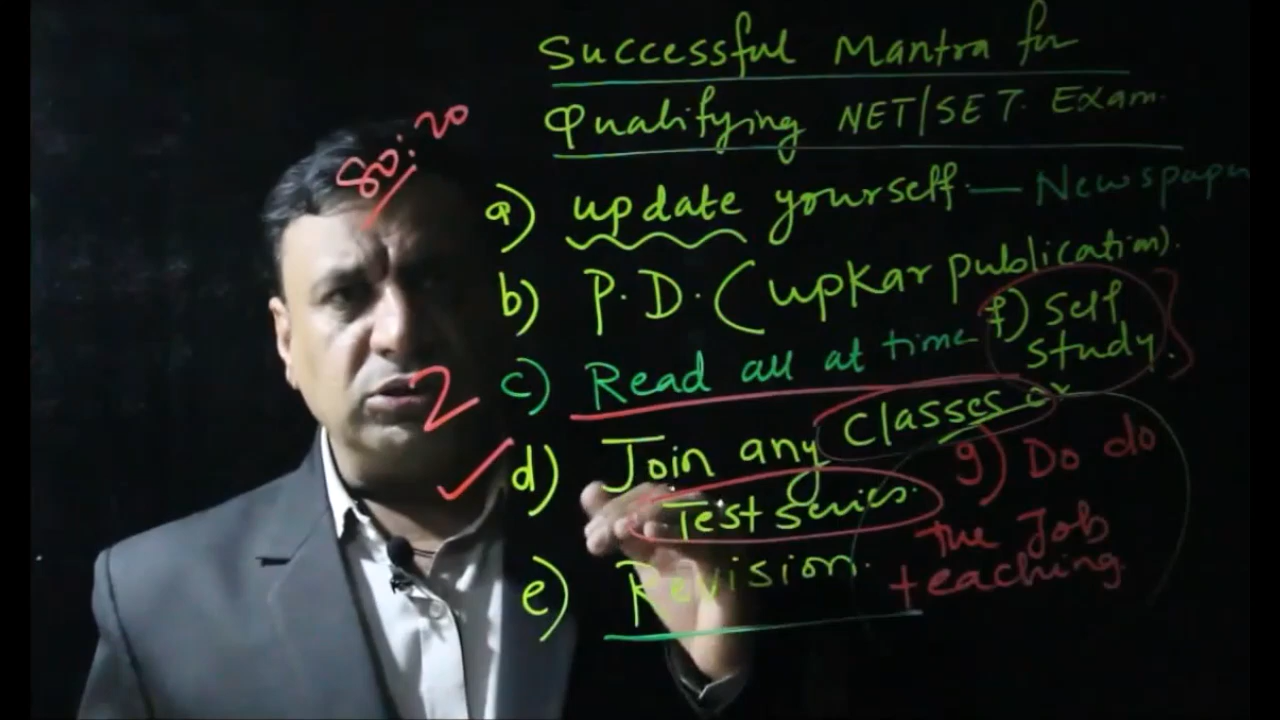 Successful Mantra for
Qualifying NET/SET Exam.
80:20
a) update yourself — Newspaper
b) P.D. (upkar publication).
f) Self
study.
c) Read all at time
2
d) Join any Classes or
Test series.
g) Do do
the Job
teaching.
e) Revision.